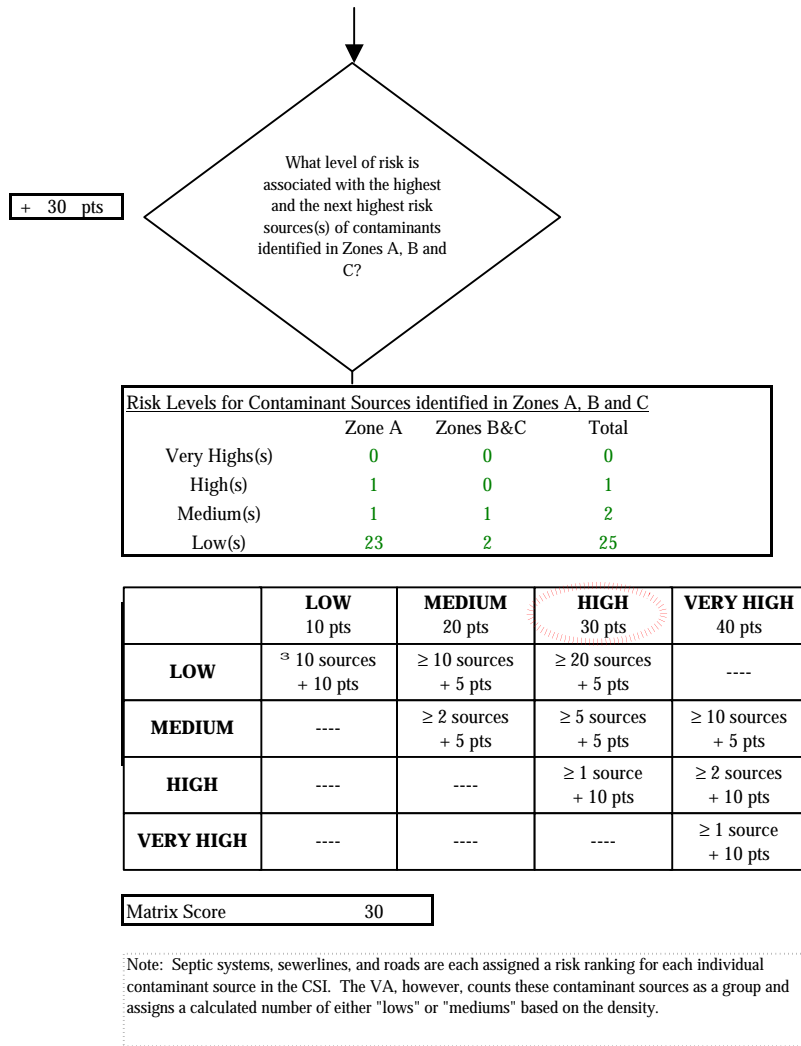 What level of risk is
associated with the highest
and the next highest risk
sources(s) of contaminants
identified in Zones A, B and
C?
+ 30 pts
Risk Levels for Contaminant Sources identified in Zones A, B and C
Zone A Zones B&C Total
Very Highs(s) 0 0 0
High(s) 1 0 1
Medium(s) 1 1 2
Low(s) 23 2 25
LOW MEDIUM HIGH VERY HIGH
10 pts 20 pts 30 pts 40 pts
LOW ³ 10 sources ≥ 10 sources ≥ 20 sources ----
+ 10 pts + 5 pts + 5 pts
MEDIUM ---- ≥ 2 sources ≥ 5 sources ≥ 10 sources
+ 5 pts + 5 pts + 5 pts
HIGH ---- ---- ≥ 1 source ≥ 2 sources
+ 10 pts + 10 pts
VERY HIGH ---- ---- ---- ≥ 1 source
+ 10 pts
Matrix Score 30
Note: Septic systems, sewerlines, and roads are each assigned a risk ranking for each individual
contaminant source in the CSI. The VA, however, counts these contaminant sources as a group and
assigns a calculated number of either "lows" or "mediums" based on the density.